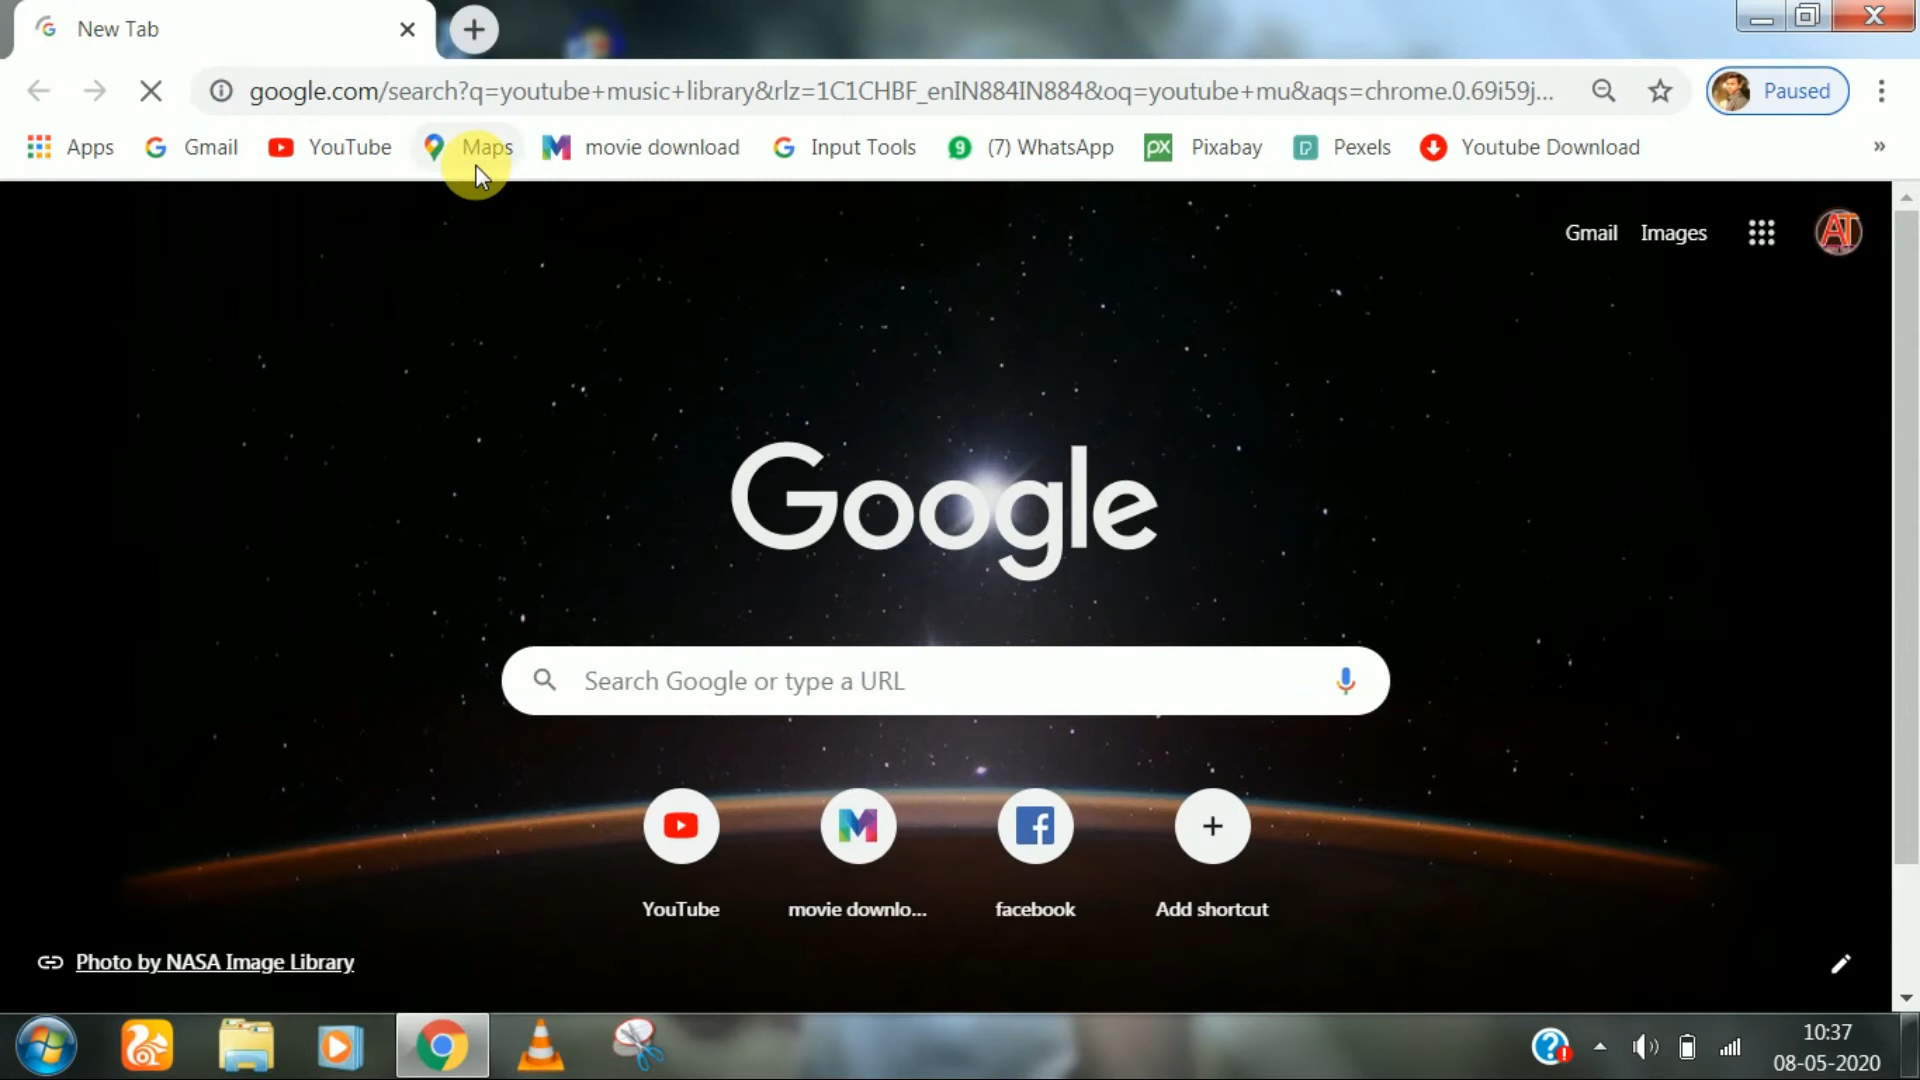 New Tab
google.com/search?q=youtube+music+library&rlz=1C1CHBF_enIN884IN884&oq=youtube+mu&aqs=chrome.0.69i59j...
Paused
Apps Gmail YouTube Maps movie download Input Tools (7) WhatsApp Pixabay Pexels Youtube Download »
Gmail Images
AT
Google
Search Google or type a URL
YouTube movie downlo... facebook Add shortcut
Photo by NASA Image Library
10:37
08-05-2020